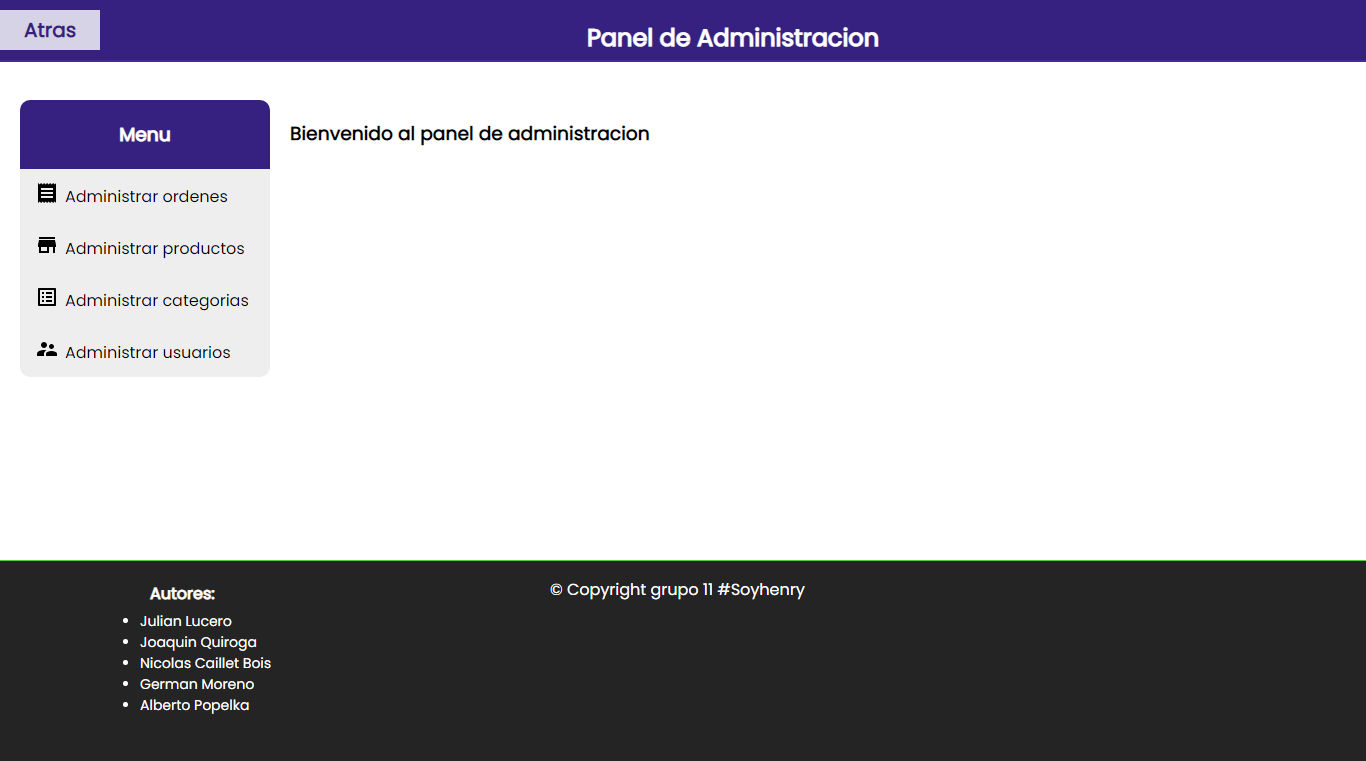 Atras
Panel de Administracion
Menu
Bienvenido al panel de administracion
Administrar ordenes
Administrar productos
Administrar categorias
Administrar usuarios
Autores:
Julian Lucero
Joaquin Quiroga
Nicolas Caillet Bois
German Moreno
Alberto Popelka
© Copyright grupo 11 #Soyhenry